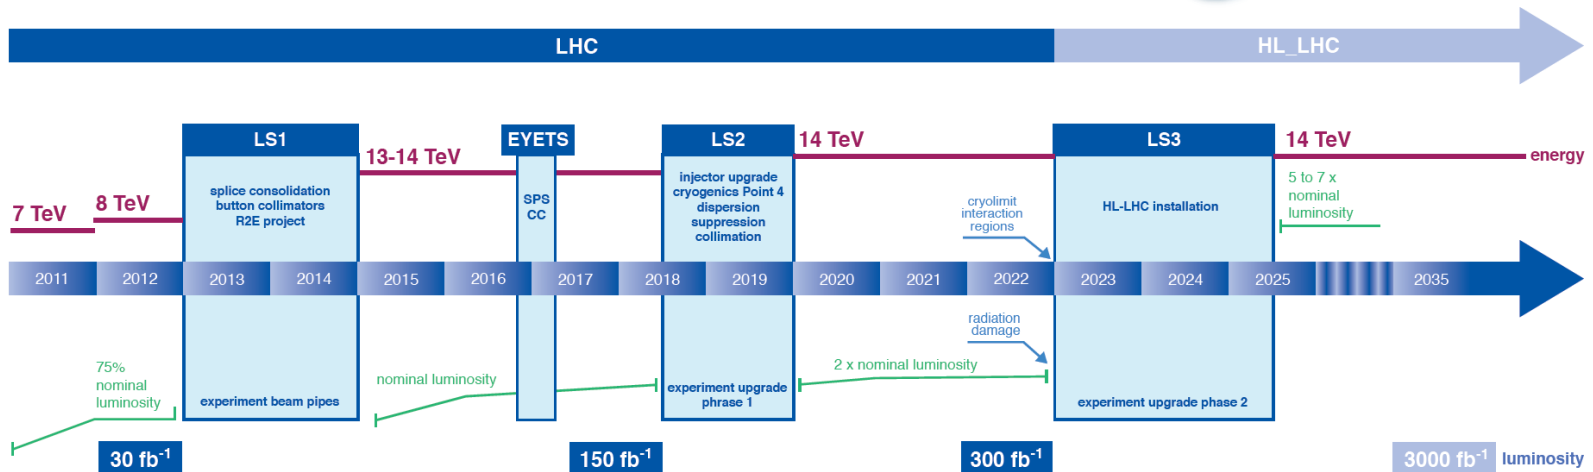 LHC
HL_LHC
LS1
EYETS
LS2
14 TeV
LS3
14 TeV
13-14 TeV
energy
7 TeV
8 TeV
splice consolidation
button collimators
R2E project
SPS
CC
injector upgrade
cryogenics Point 4
dispersion
suppression
collimation
cryolimit
interaction
regions
HL-LHC installation
5 to 7 x
nominal
luminosity
2011
2012
2013
2014
2015
2016
2017
2018
2019
2020
2021
2022
2023
2024
2025
2035
radiation
damage
75%
nominal
luminosity
experiment beam pipes
nominal luminosity
experiment upgrade
phrase 1
2 x nominal luminosity
experiment upgrade phase 2
30 fb⁻¹
150 fb⁻¹
300 fb⁻¹
3000 fb⁻¹
luminosity